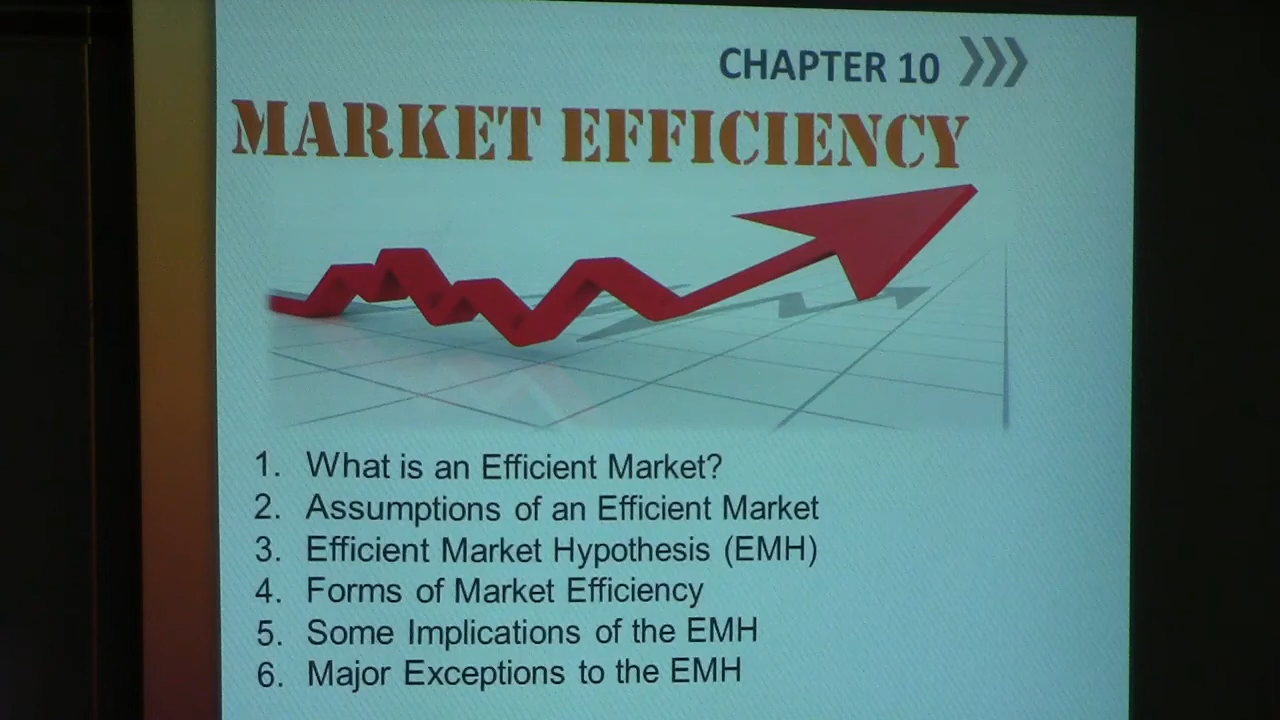 CHAPTER 10
MARKET EFFICIENCY
1. What is an Efficient Market?
2. Assumptions of an Efficient Market
3. Efficient Market Hypothesis (EMH)
4. Forms of Market Efficiency
5. Some Implications of the EMH
6. Major Exceptions to the EMH